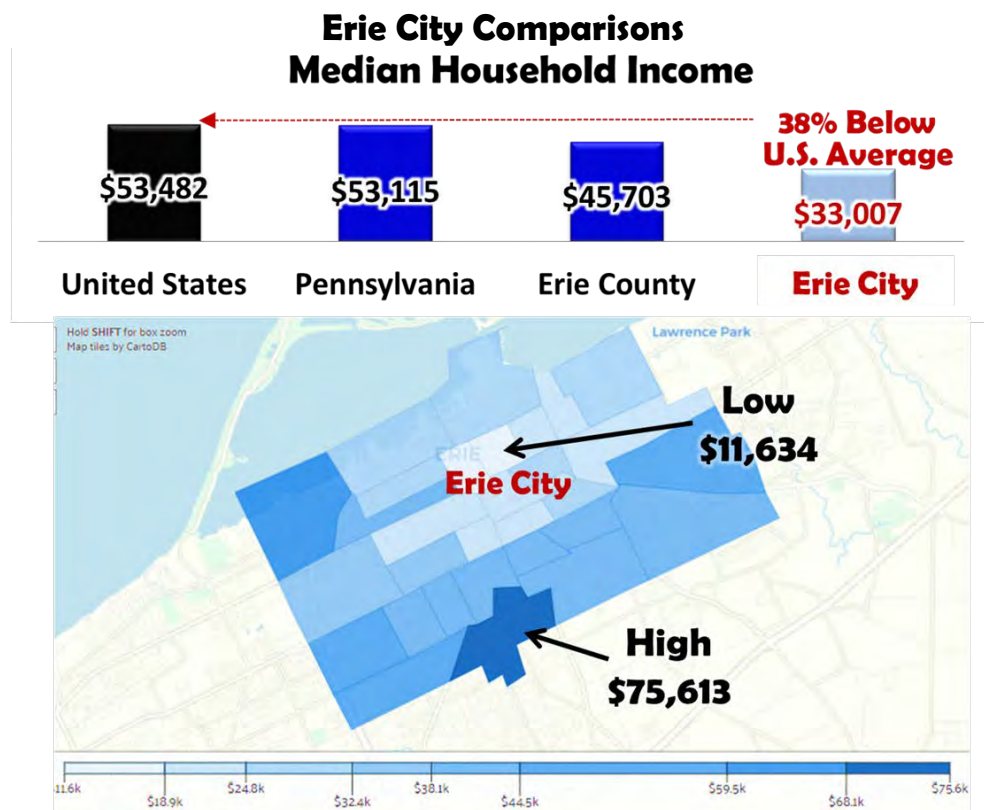 Erie City Comparisons
Median Household Income
38% Below
U.S. Average
$53,482
$53,115
$45,703
$33,007
United States
Pennsylvania
Erie County
Erie City
Hold SHIFT for box zoom
Map tiles by CartoDB
Lawrence Park
Low
$11,634
ERIE
Erie City
High
$75,613
11.6k
$18.9k
$24.8k
$32.4k
$38.1k
$44.5k
$59.5k
$68.1k
$75.6k